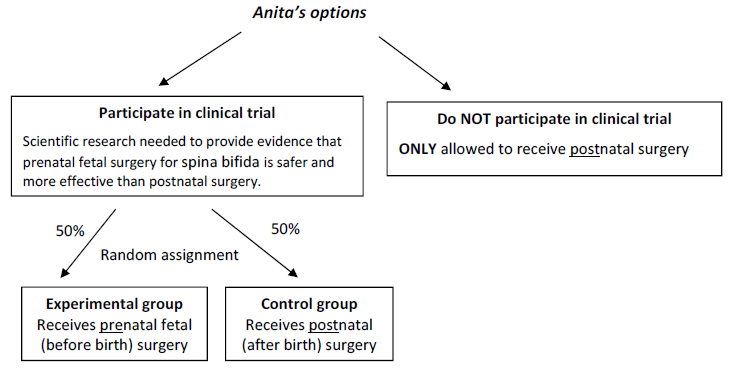 Anita's options
Participate in clinical trial
Scientific research needed to provide evidence that
prenatal fetal surgery for spina bifida is safer and
more effective than postnatal surgery.
Do NOT participate in clinical trial
ONLY allowed to receive postnatal surgery
50%
50%
Random assignment
Experimental group
Receives prenatal fetal
(before birth) surgery
Control group
Receives postnatal
(after birth) surgery